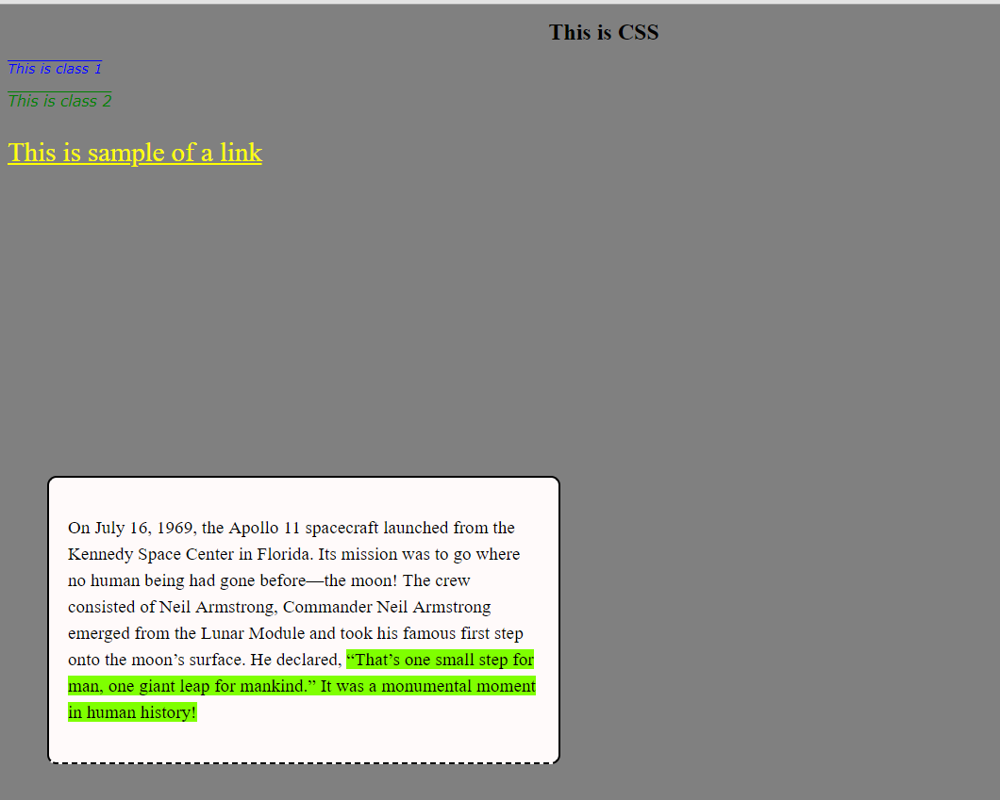 This is CSS
This is class 1
This is class 2
This is sample of a link
On July 16, 1969, the Apollo 11 spacecraft launched from the
Kennedy Space Center in Florida. Its mission was to go where
no human being had gone before—the moon! The crew
consisted of Neil Armstrong, Commander Neil Armstrong
emerged from the Lunar Module and took his famous first step
onto the moon’s surface. He declared, “That’s one small step for
man, one giant leap for mankind.” It was a monumental moment
in human history!